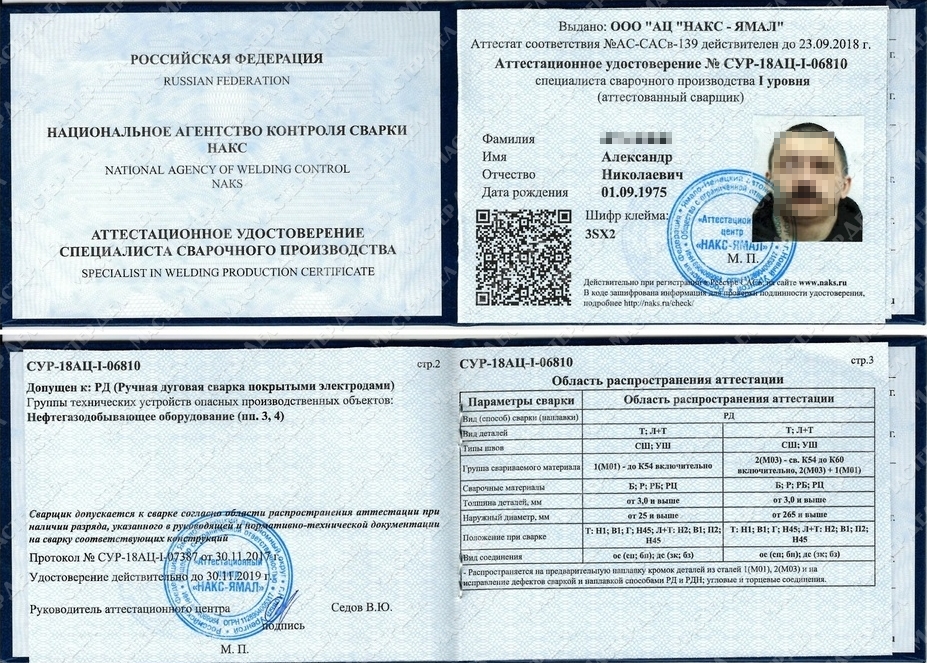 РОССИЙСКАЯ ФЕДЕРАЦИЯ
RUSSIAN FEDERATION
НАЦИОНАЛЬНОЕ АГЕНТСТВО КОНТРОЛЯ СВАРКИ
НАКС
NATIONAL AGENCY OF WELDING CONTROL
NAKS
АТТЕСТАЦИОННОЕ УДОСТОВЕРЕНИЕ
СПЕЦИАЛИСТА СВАРОЧНОГО ПРОИЗВОДСТВА
SPECIALIST IN WELDING PRODUCTION CERTIFICATE
Выдано: ООО "АЦ "НАКС - ЯМАЛ"
Аттестат соответствия №АС-САСв-139 действителен до 23.09.2018 г.
Аттестационное удостоверение № СУР-18АЦ-I-06810
специалиста сварочного производства I уровня
(аттестованный сварщик)
Фамилия
Имя Александр
Отчество Николаевич
Дата рождения 01.09.1975
Шифр клейма:
3SX2
«Аттестацион
центр
«НАКС-ЯМАЛ»
М. П.
Действительно при регистрации в Реестре САСв на сайте www.naks.ru
В коде зашифрована информация для проверки подлинности удостоверения,
подробнее http://naks.ru/check/
СУР-18АЦ-I-06810 стр.2
Допущен к: РД (Ручная дуговая сварка покрытыми электродами)
Группы технических устройств опасных производственных объектов:
Нефтегазодобывающее оборудование (пп. 3, 4)
Сварщик допускается к сварке согласно области распространения аттестации при
наличии разряда, указанного в руководящей и нормативно-технической документации
на сварку соответствующих конструкций
Протокол № СУР-18АЦ-I-07387 от 30.11.2017 г.
Удостоверение действительно до 30.11.2019 г.
«Аттестационный
центр
«НАКС-ЯМАЛ»
Руководитель аттестационного центра Седов В.Ю.
подпись
М. П.
СУР-18АЦ-I-06810 стр.3
Область распространения аттестации
Параметры сварки Область распространения аттестации
Вид (способ) сварки (наплавки) РД
Вид деталей Т; Л+Т Т; Л+Т
Типы швов СШ; УШ СШ; УШ
Группа свариваемого материала 1(М01) - до К54 включительно 2(М03) - св. К54 до К60
включительно, 2(М03) + 1(М01)
Сварочные материалы Б; Р; РБ; РЦ Б; Р; РБ; РЦ
Толщина деталей, мм от 3,0 и выше от 3,0 и выше
Наружный диаметр, мм от 25 и выше от 265 и выше
Положение при сварке Т: Н1; В1; Г; Н45; Л+Т: Н2; В1; П2; Н45 Т: Н1; В1; Г; Н45; Л+Т: Н2; В1; П2;
Н45
Вид соединения ос (сп; бп); дс (зк; бз) ос (сп; бп); дс (зк; бз)
- Распространяется на предварительную наплавку кромок деталей из сталей 1(М01), 2(М03) и на
исправление дефектов сваркой и наплавкой способами РД и РДН; угловые и торцевые соединения.